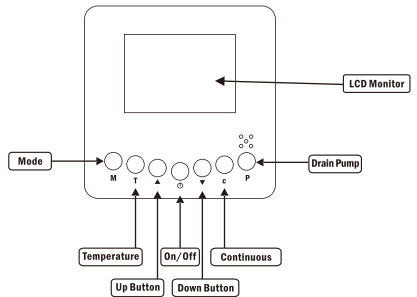 LCD Monitor
Mode
Drain Pump
M T ▲ ▼ c P
Temperature
On/Off
Continuous
Up Button
Down Button